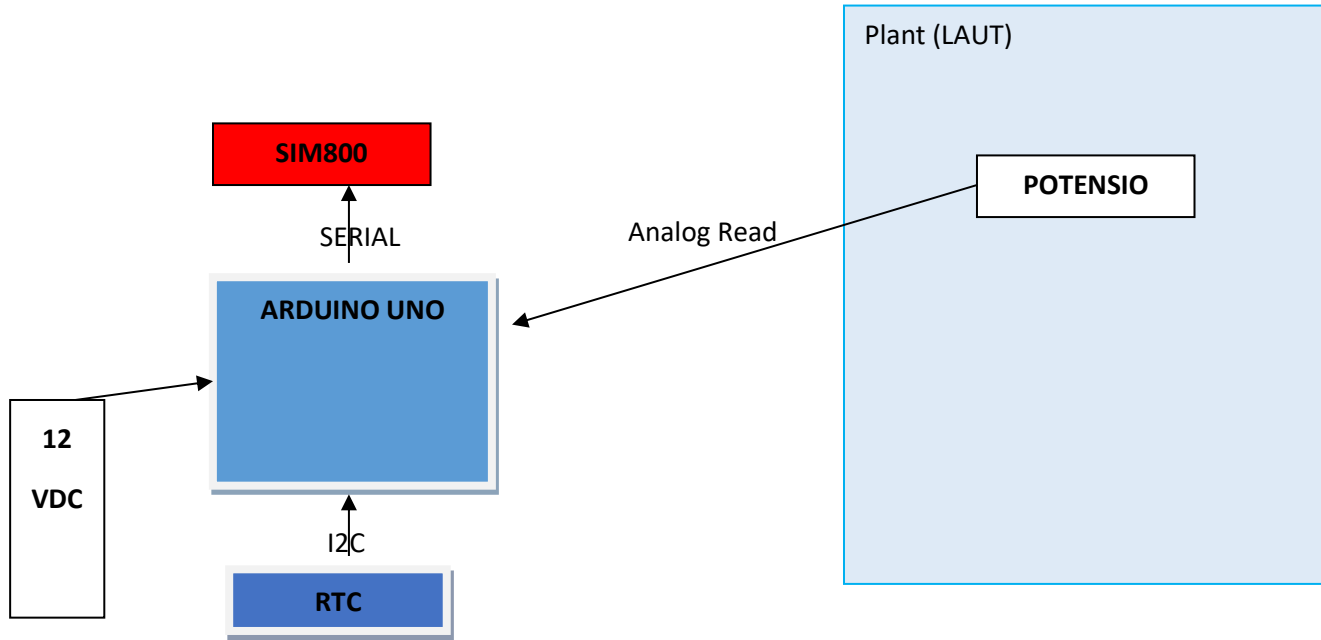 Plant (LAUT)
SIM800
POTENSIO
SERIAL
Analog Read
ARDUINO UNO
12
VDC
I2C
RTC